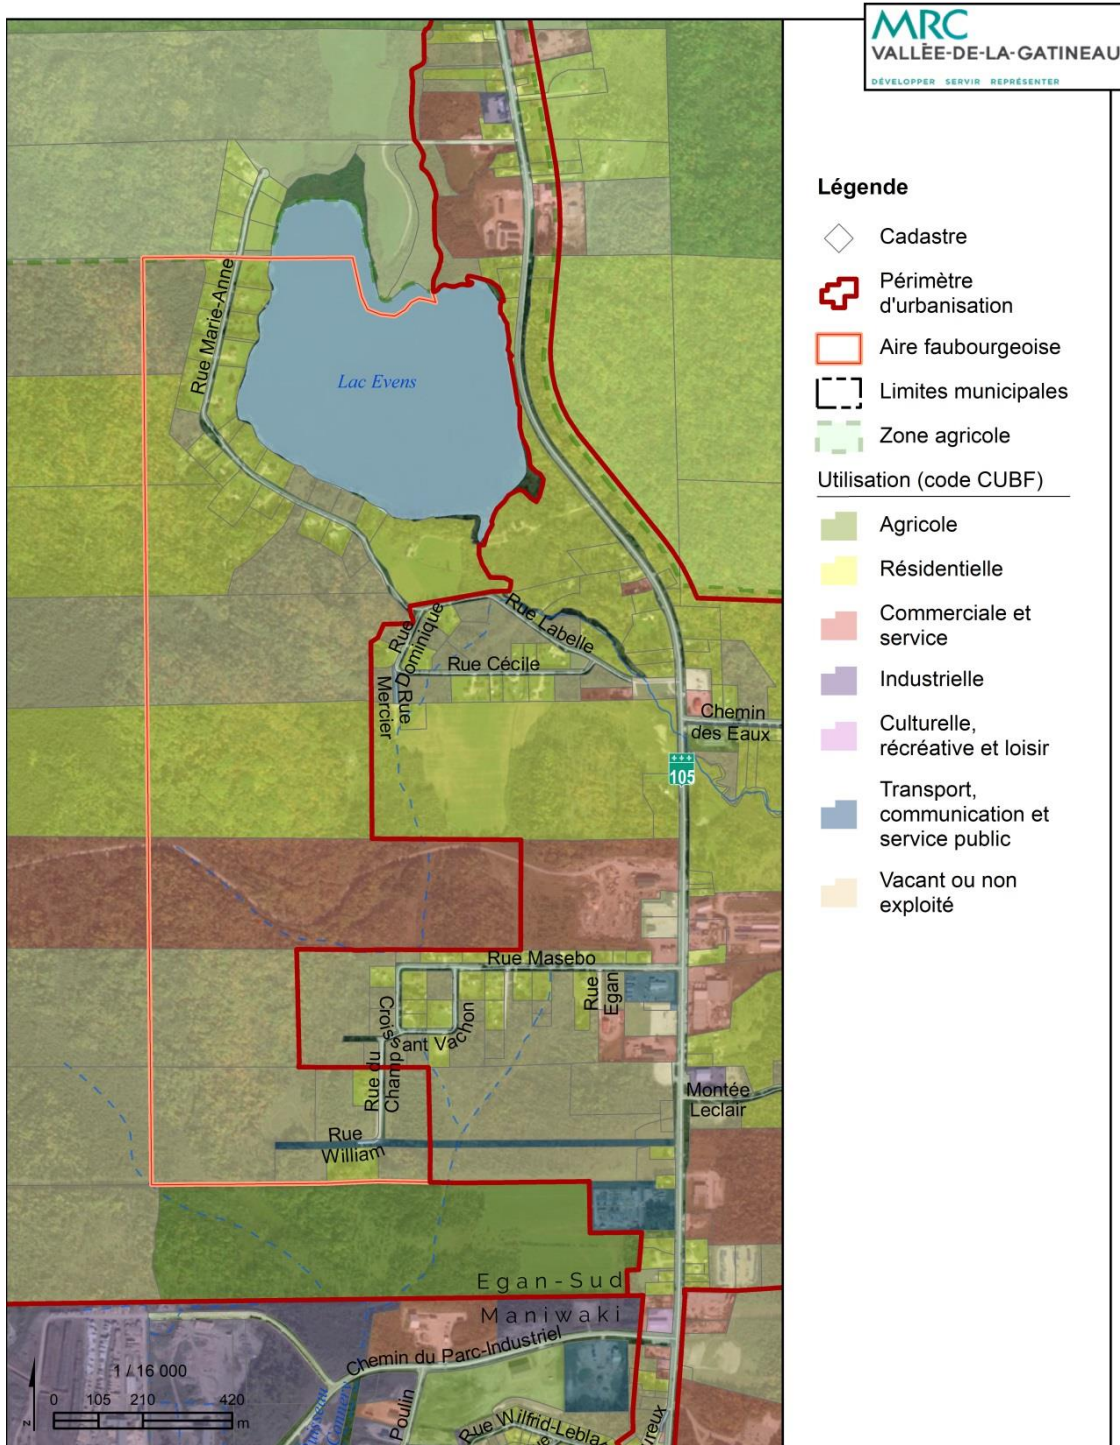 MRC
VALLÉE-DE-LA-GATINEAU
DÉVELOPPER SERVIR REPRÉSENTER
Légende
Cadastre
Périmètre
d'urbanisation
Aire faubourgeoise
Limites municipales
Zone agricole
Utilisation (code CUBF)
Agricole
Résidentielle
Commerciale et
service
Industrielle
Culturelle,
récréative et loisir
Transport,
communication et
service public
Vacant ou non
exploité
Rue Marie-Anne
Lac Evens
Rue
Dominique
Rue Labelle
Rue Cécile
Rue
Mercier
Chemin
des Eaux
105
Rue Masebo
Rue
Egan
Croissant Vachon
Rue du
Champ
Montée
Leclair
Rue
William
Egan-Sud
Maniwaki
Chemin du Parc-Industriel
Poulin
1 / 16 000
0 105 210 420
m
z